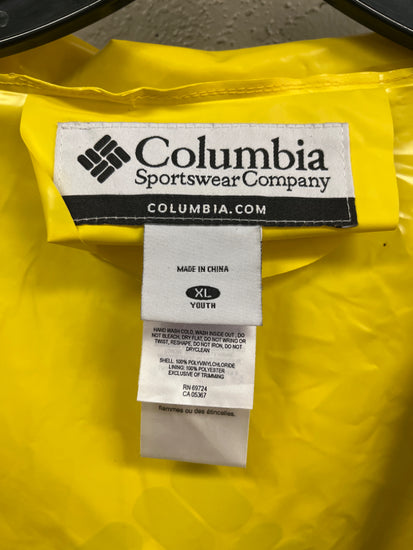 Columbia
Sportswear Company
COLUMBIA.COM
MADE IN CHINA
XL
YOUTH
HAND WASH COLD, WASH INSIDE OUT, DO
NOT BLEACH, DRY FLAT, DO NOT WRING OR
TWIST, RESHAPE, DO NOT IRON, DO NOT
DRYCLEAN
SHELL: 100% POLYVINYLCHLORIDE
LINING: 100% POLYESTER
EXCLUSIVE OF TRIMMING
RN 69724
CA 05367
flammes ou des étincelles.